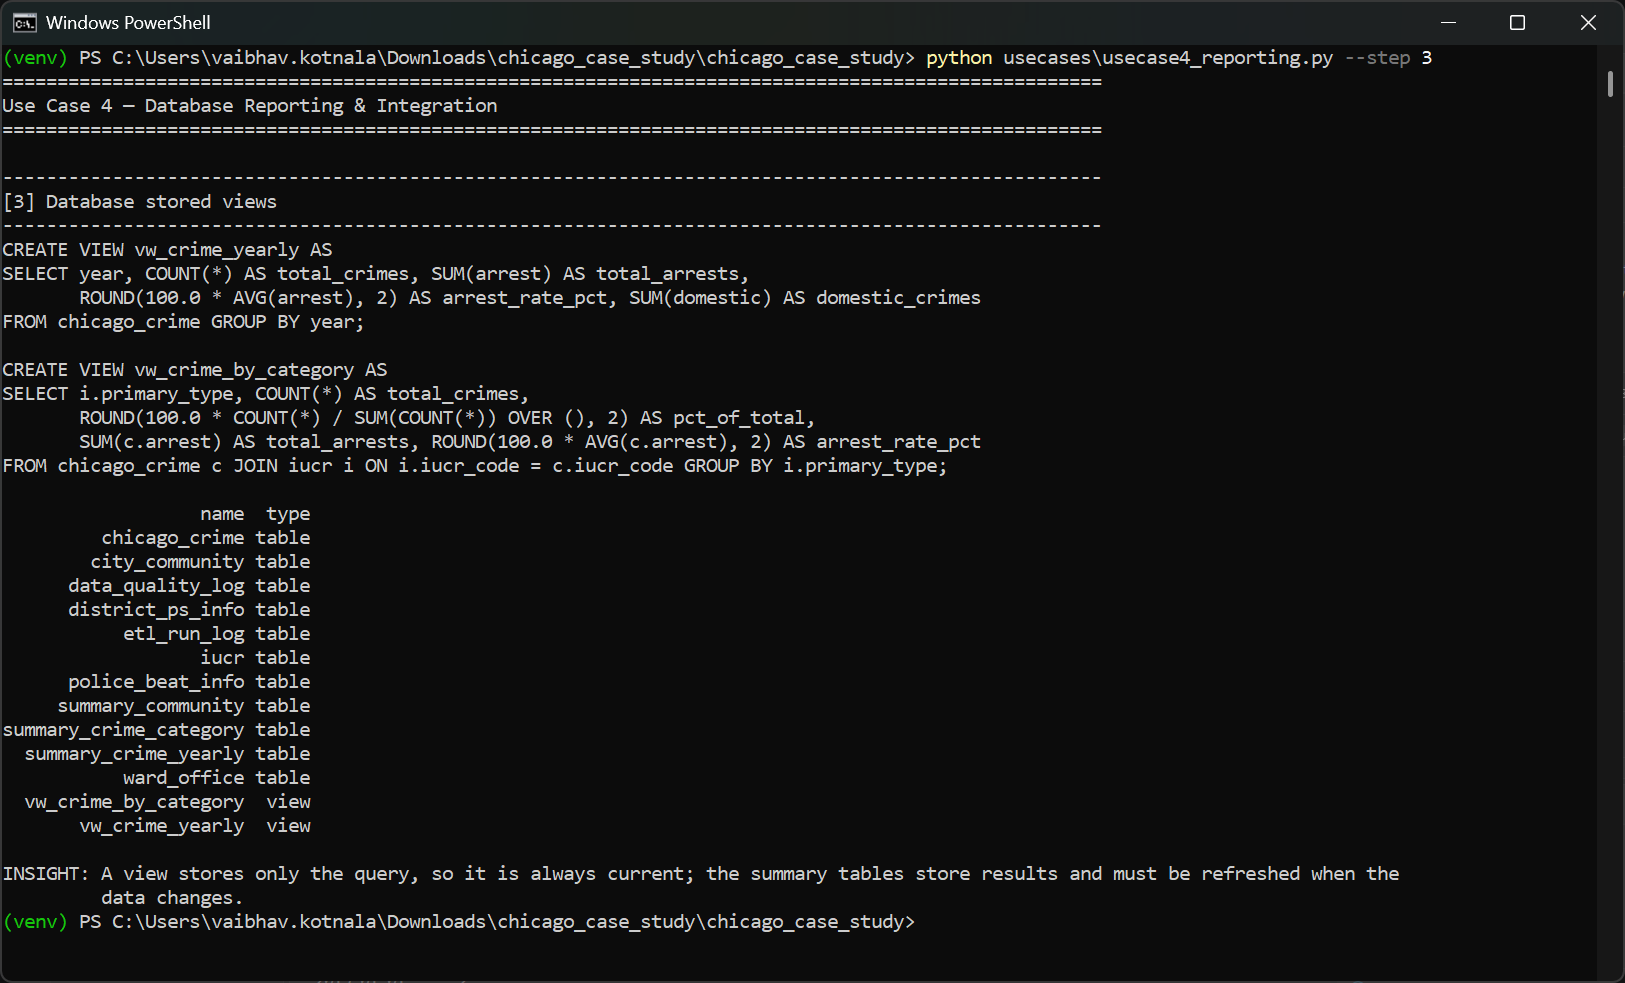 Windows PowerShell
(venv) PS C:\Users\vaibhav.kotnala\Downloads\chicago_case_study\chicago_case_study> python usecases\usecase4_reporting.py --step 3
====================================================================================================
Use Case 4 — Database Reporting & Integration
====================================================================================================

----------------------------------------------------------------------------------------------------
[3] Database stored views
----------------------------------------------------------------------------------------------------
CREATE VIEW vw_crime_yearly AS
SELECT year, COUNT(*) AS total_crimes, SUM(arrest) AS total_arrests,
       ROUND(100.0 * AVG(arrest), 2) AS arrest_rate_pct, SUM(domestic) AS domestic_crimes
FROM chicago_crime GROUP BY year;

CREATE VIEW vw_crime_by_category AS
SELECT i.primary_type, COUNT(*) AS total_crimes,
       ROUND(100.0 * COUNT(*) / SUM(COUNT(*)) OVER (), 2) AS pct_of_total,
       SUM(c.arrest) AS total_arrests, ROUND(100.0 * AVG(c.arrest), 2) AS arrest_rate_pct
FROM chicago_crime c JOIN iucr i ON i.iucr_code = c.iucr_code GROUP BY i.primary_type;

                  name  type
         chicago_crime table
        city_community table
      data_quality_log table
      district_ps_info table
           etl_run_log table
                  iucr table
      police_beat_info table
     summary_community table
summary_crime_category table
  summary_crime_yearly table
           ward_office table
  vw_crime_by_category  view
       vw_crime_yearly  view

INSIGHT: A view stores only the query, so it is always current; the summary tables store results and must be refreshed when the
         data changes.
(venv) PS C:\Users\vaibhav.kotnala\Downloads\chicago_case_study\chicago_case_study>